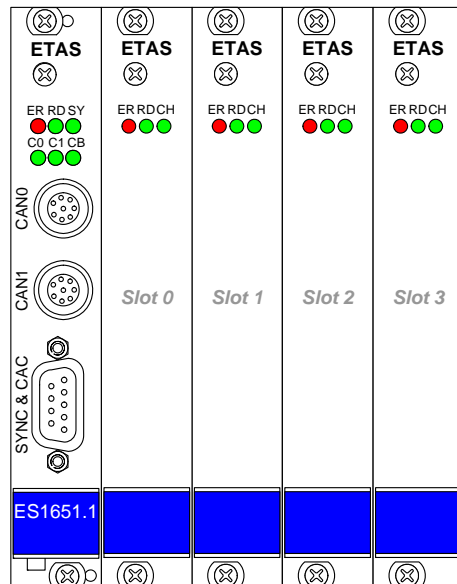 ETAS ETAS ETAS ETAS ETAS
ER RD SY ER RD CH ER RD CH ER RD CH ER RD CH
C0 C1 CB
CAN0
CAN1
Slot 0 Slot 1 Slot 2 Slot 3
SYNC & CAC
ES1651.1